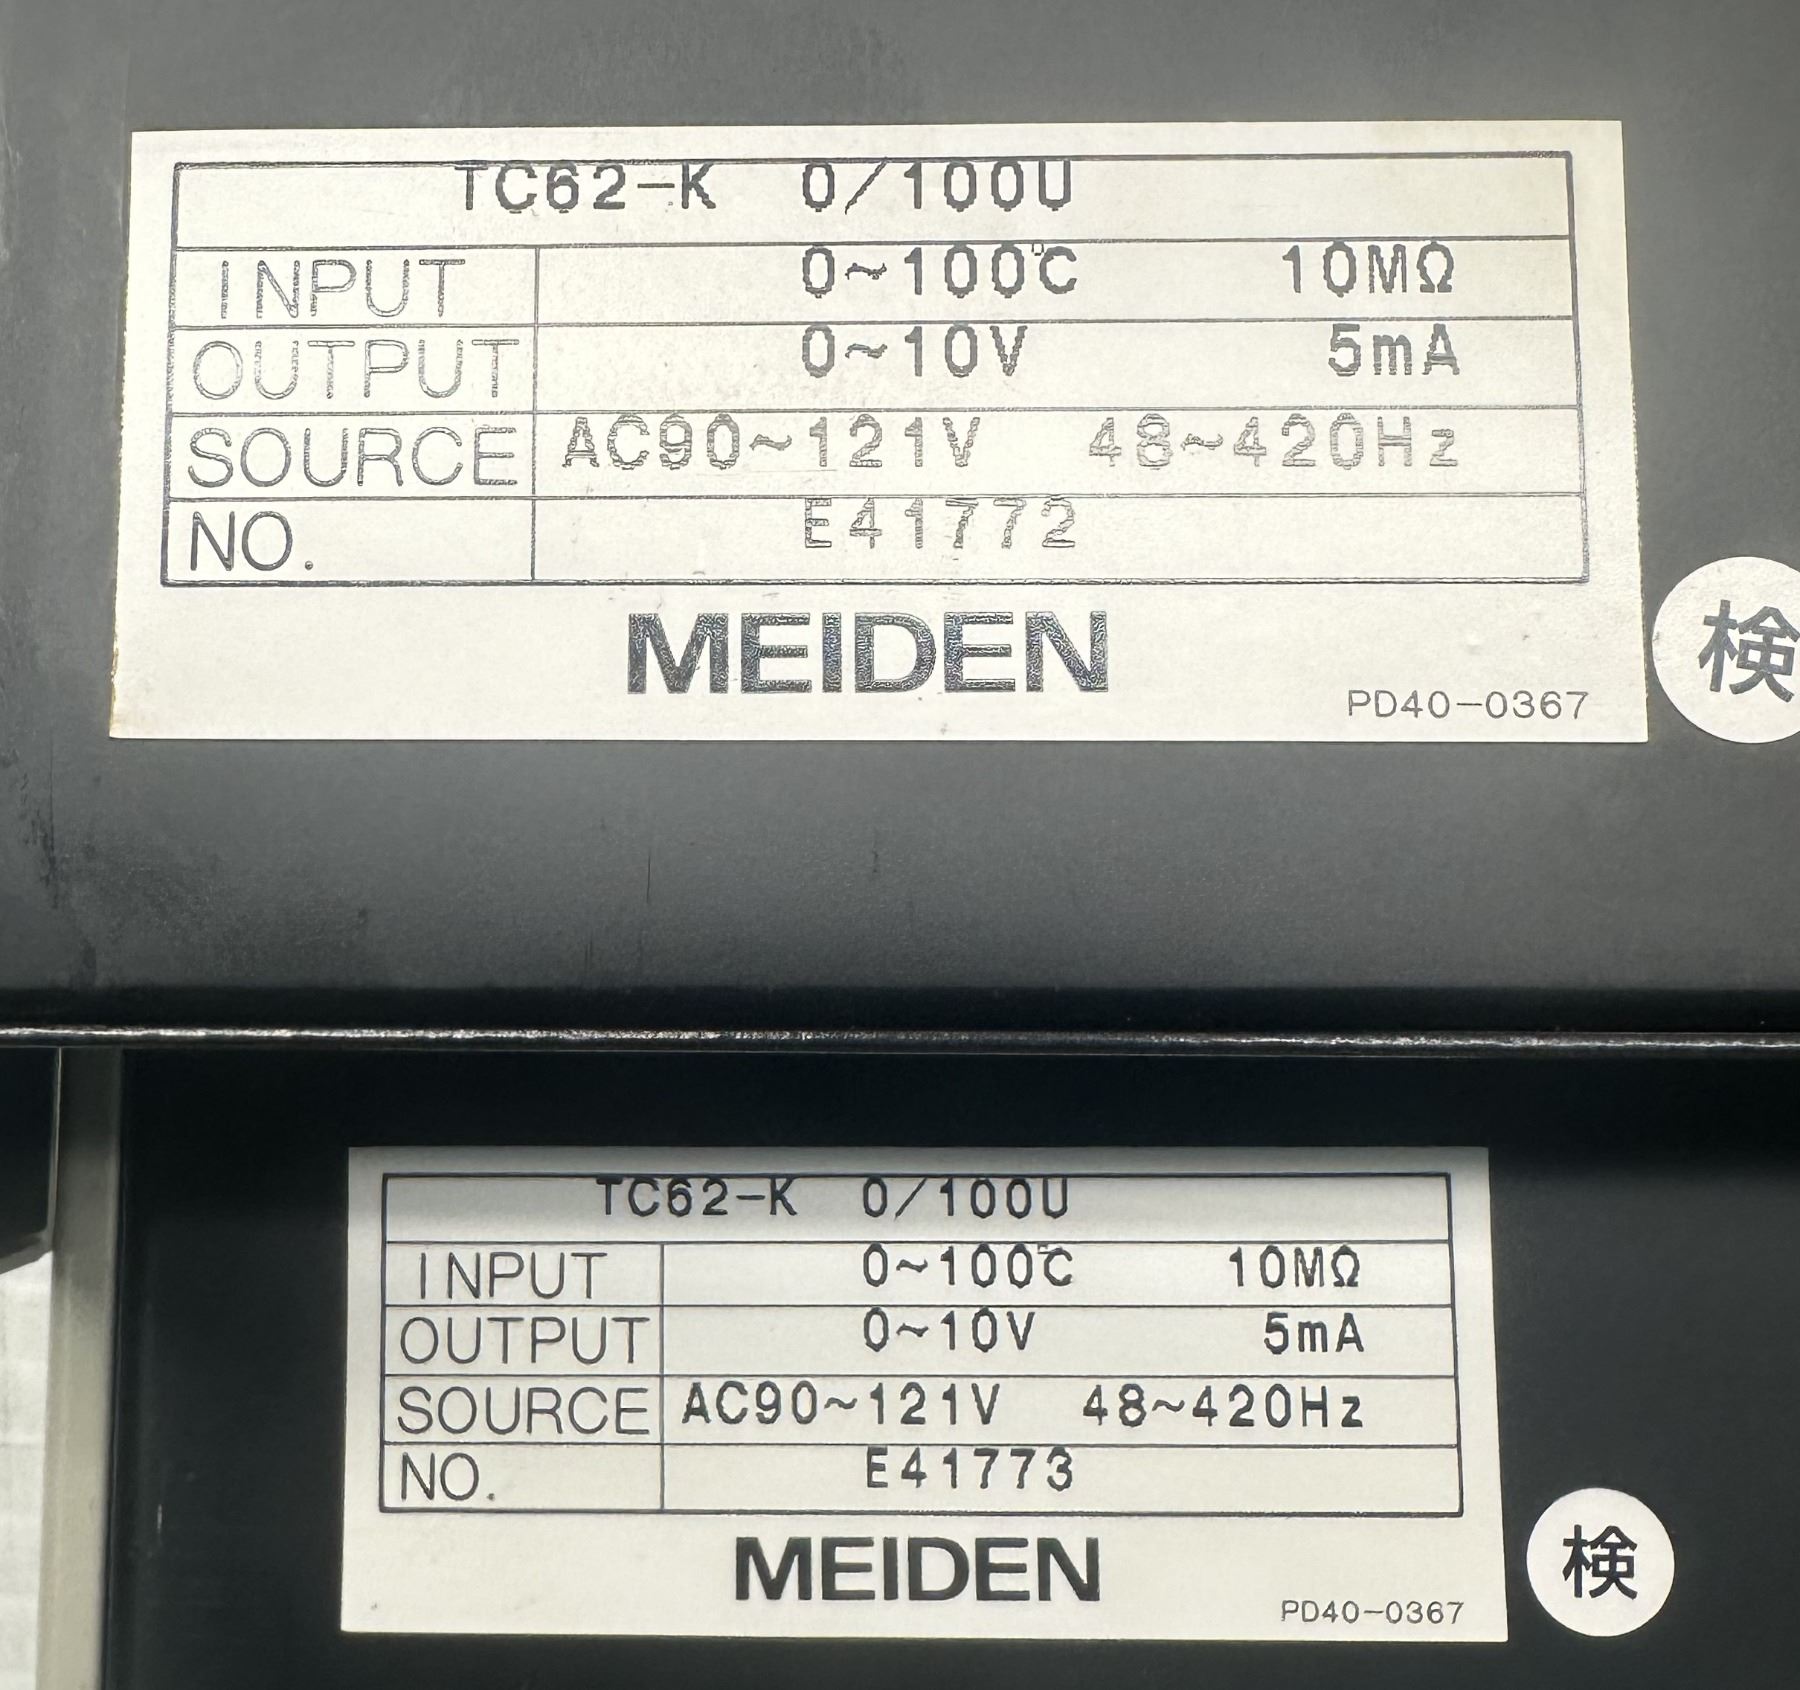 TC62-K 0/100U
INPUT 0~100℃ 10MΩ
OUTPUT 0~10V 5mA
SOURCE AC90~121V 48~420Hz
NO. E41772
MEIDEN
検
PD40-0367
TC62-K 0/100U
INPUT 0~100℃ 10MΩ
OUTPUT 0~10V 5mA
SOURCE AC90~121V 48~420Hz
NO. E41773
MEIDEN
検
PD40-0367